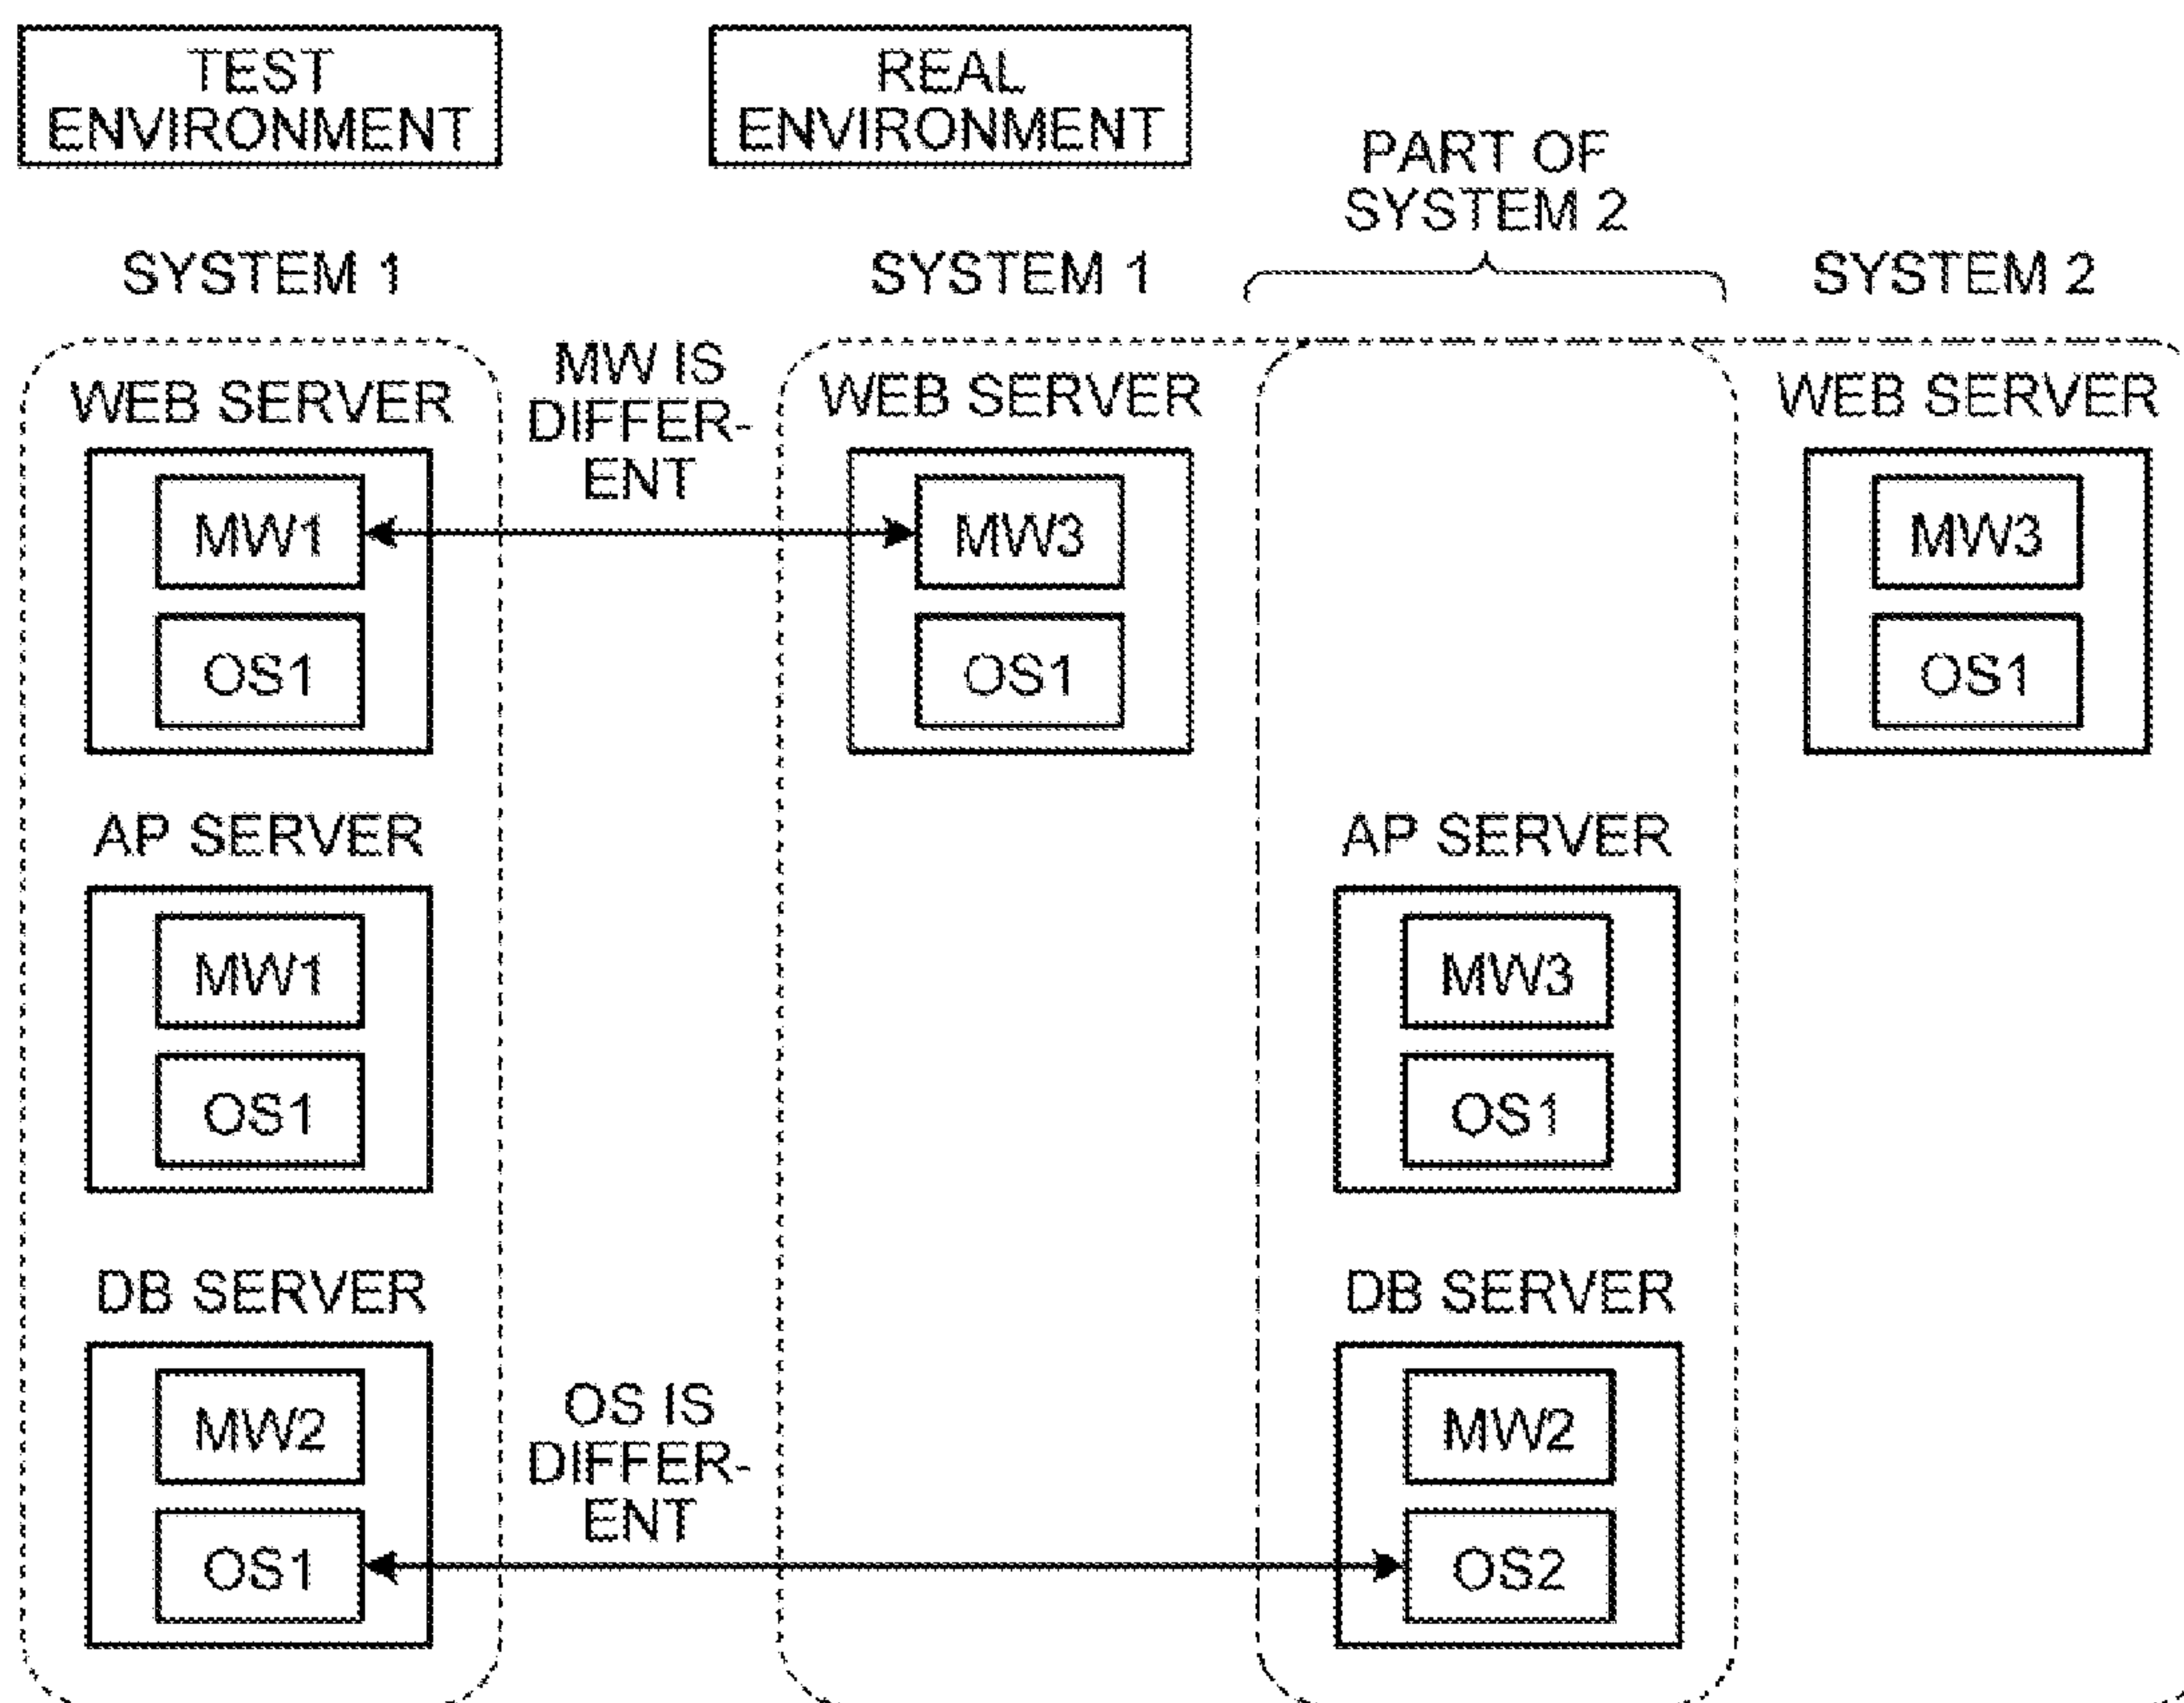 TEST
ENVIRONMENT
REAL
ENVIRONMENT
PART OF
SYSTEM 2
SYSTEM 1
SYSTEM 1
SYSTEM 2
WEB SERVER
MW1
OS1
MW IS
DIFFER-
ENT
WEB SERVER
MW3
OS1
WEB SERVER
MW3
OS1
AP SERVER
MW1
OS1
AP SERVER
MW3
OS1
DB SERVER
MW2
OS1
OS IS
DIFFER-
ENT
DB SERVER
MW2
OS2